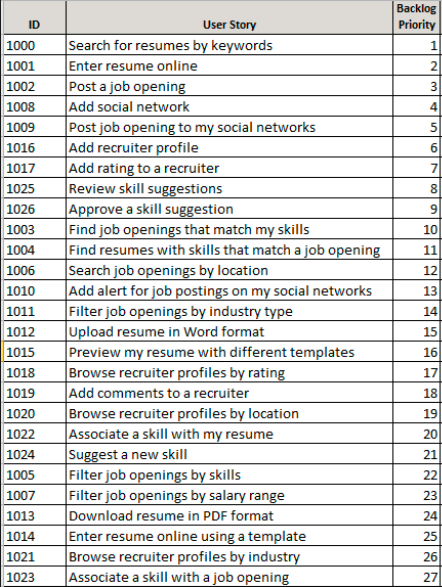 ID User Story Backlog Priority
1000 Search for resumes by keywords 1
1001 Enter resume online 2
1002 Post a job opening 3
1008 Add social network 4
1009 Post job opening to my social networks 5
1016 Add recruiter profile 6
1017 Add rating to a recruiter 7
1025 Review skill suggestions 8
1026 Approve a skill suggestion 9
1003 Find job openings that match my skills 10
1004 Find resumes with skills that match a job opening 11
1006 Search job openings by location 12
1010 Add alert for job postings on my social networks 13
1011 Filter job openings by industry type 14
1012 Upload resume in Word format 15
1015 Preview my resume with different templates 16
1018 Browse recruiter profiles by rating 17
1019 Add comments to a recruiter 18
1020 Browse recruiter profiles by location 19
1022 Associate a skill with my resume 20
1024 Suggest a new skill 21
1005 Filter job openings by skills 22
1007 Filter job openings by salary range 23
1013 Download resume in PDF format 24
1014 Enter resume online using a template 25
1021 Browse recruiter profiles by industry 26
1023 Associate a skill with a job opening 27